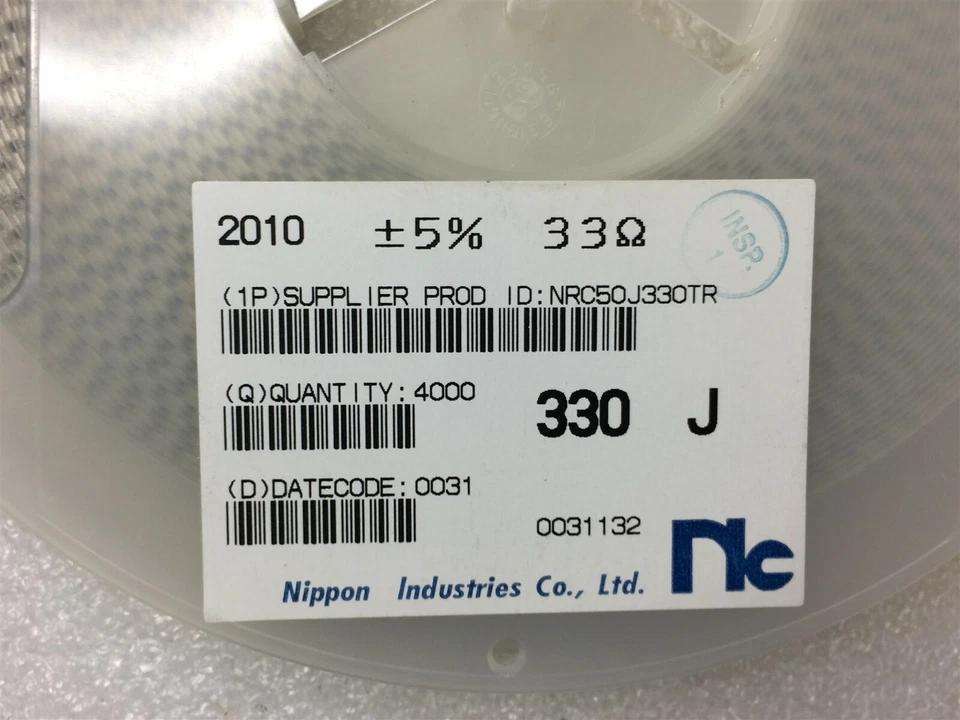 2010 ±5% 33Ω
INSP.
1
(1P)SUPPLIER PROD ID:NRC50J330TR
(Q)QUANTITY:4000
330 J
(D)DATECODE:0031
0031132
nc
Nippon Industries Co., Ltd.